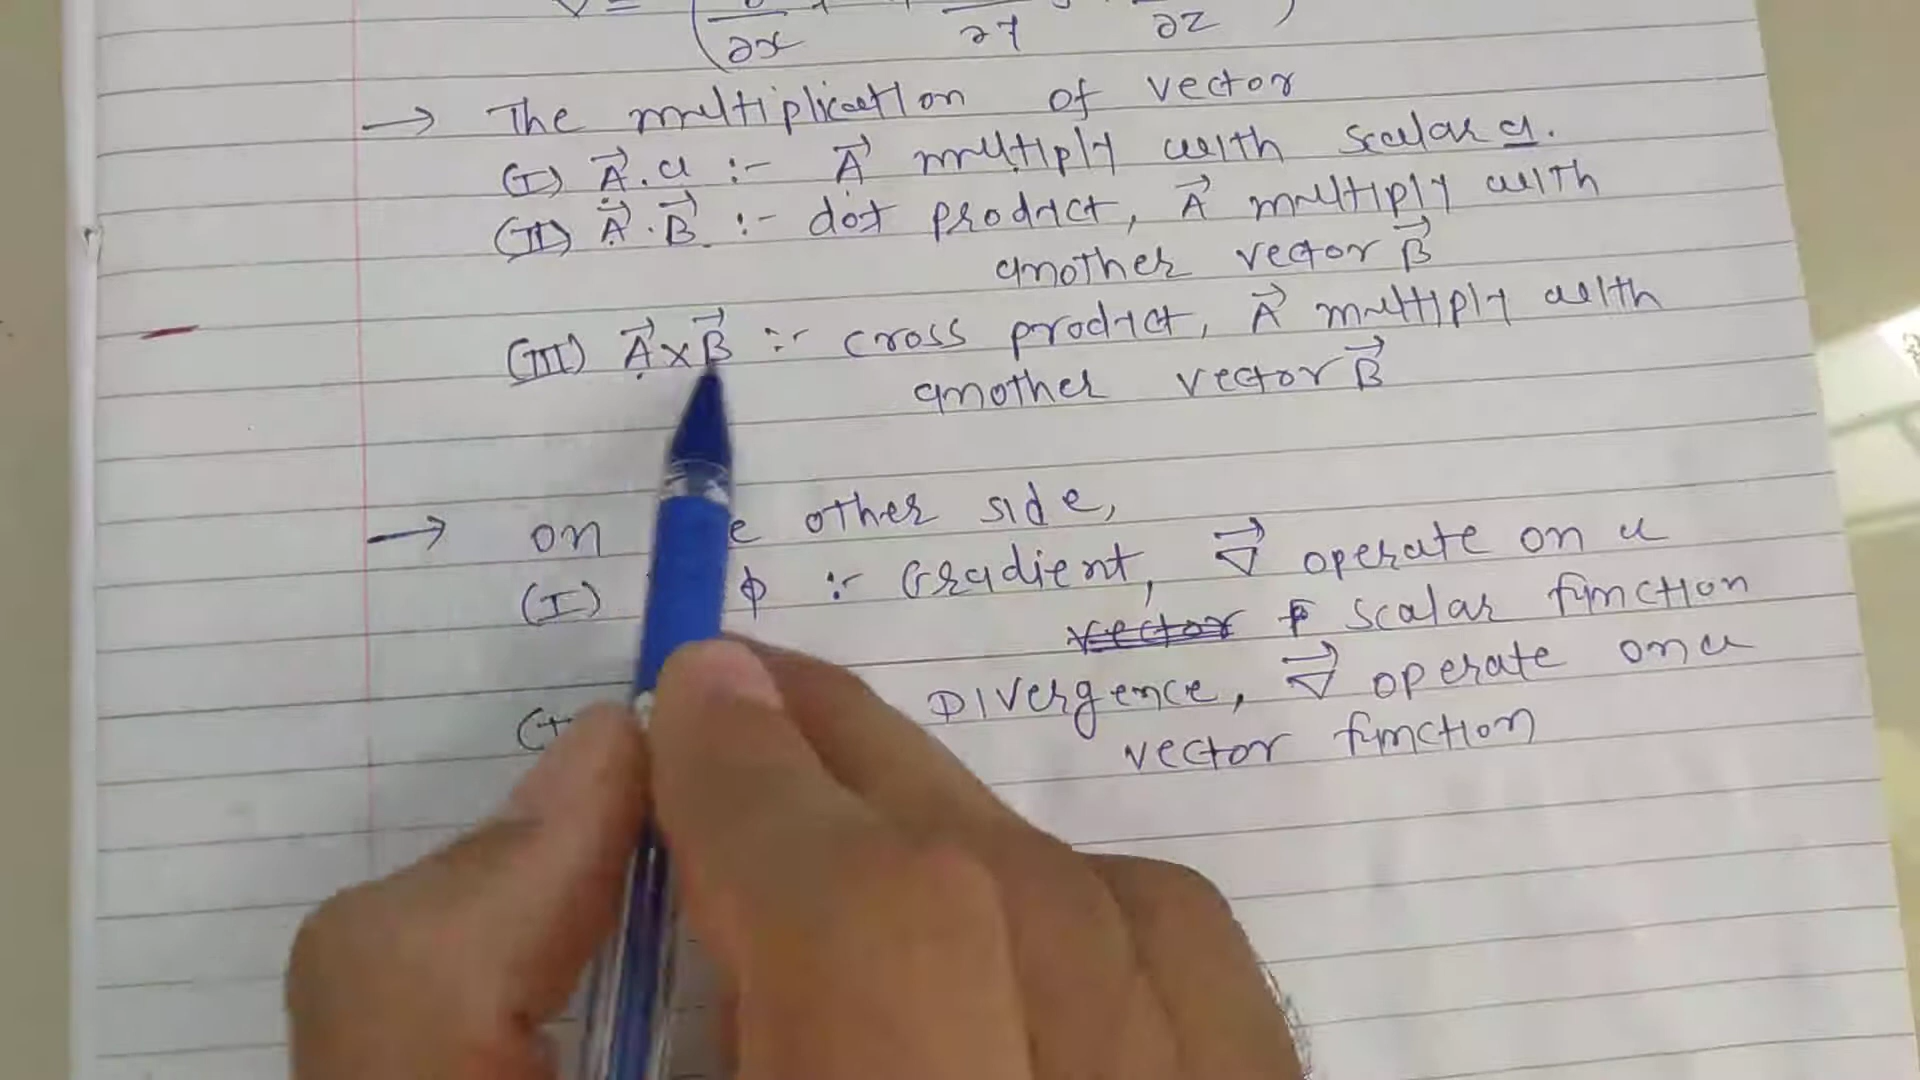 ∂x ∂y ∂z )
→ The multiplication of vector
(I) A⃗.a :- A⃗ multiply with scalar a.
(II) A⃗.B⃗ :- dot product, A⃗ multiply with
another vector B⃗
(III) A⃗×B⃗ :- cross product, A⃗ multiply with
another vector B⃗
→ on other side,
(I) ϕ :- Gradient, ∇⃗ operate on a
scalar function
Divergence, ∇⃗ operate on a
vector function